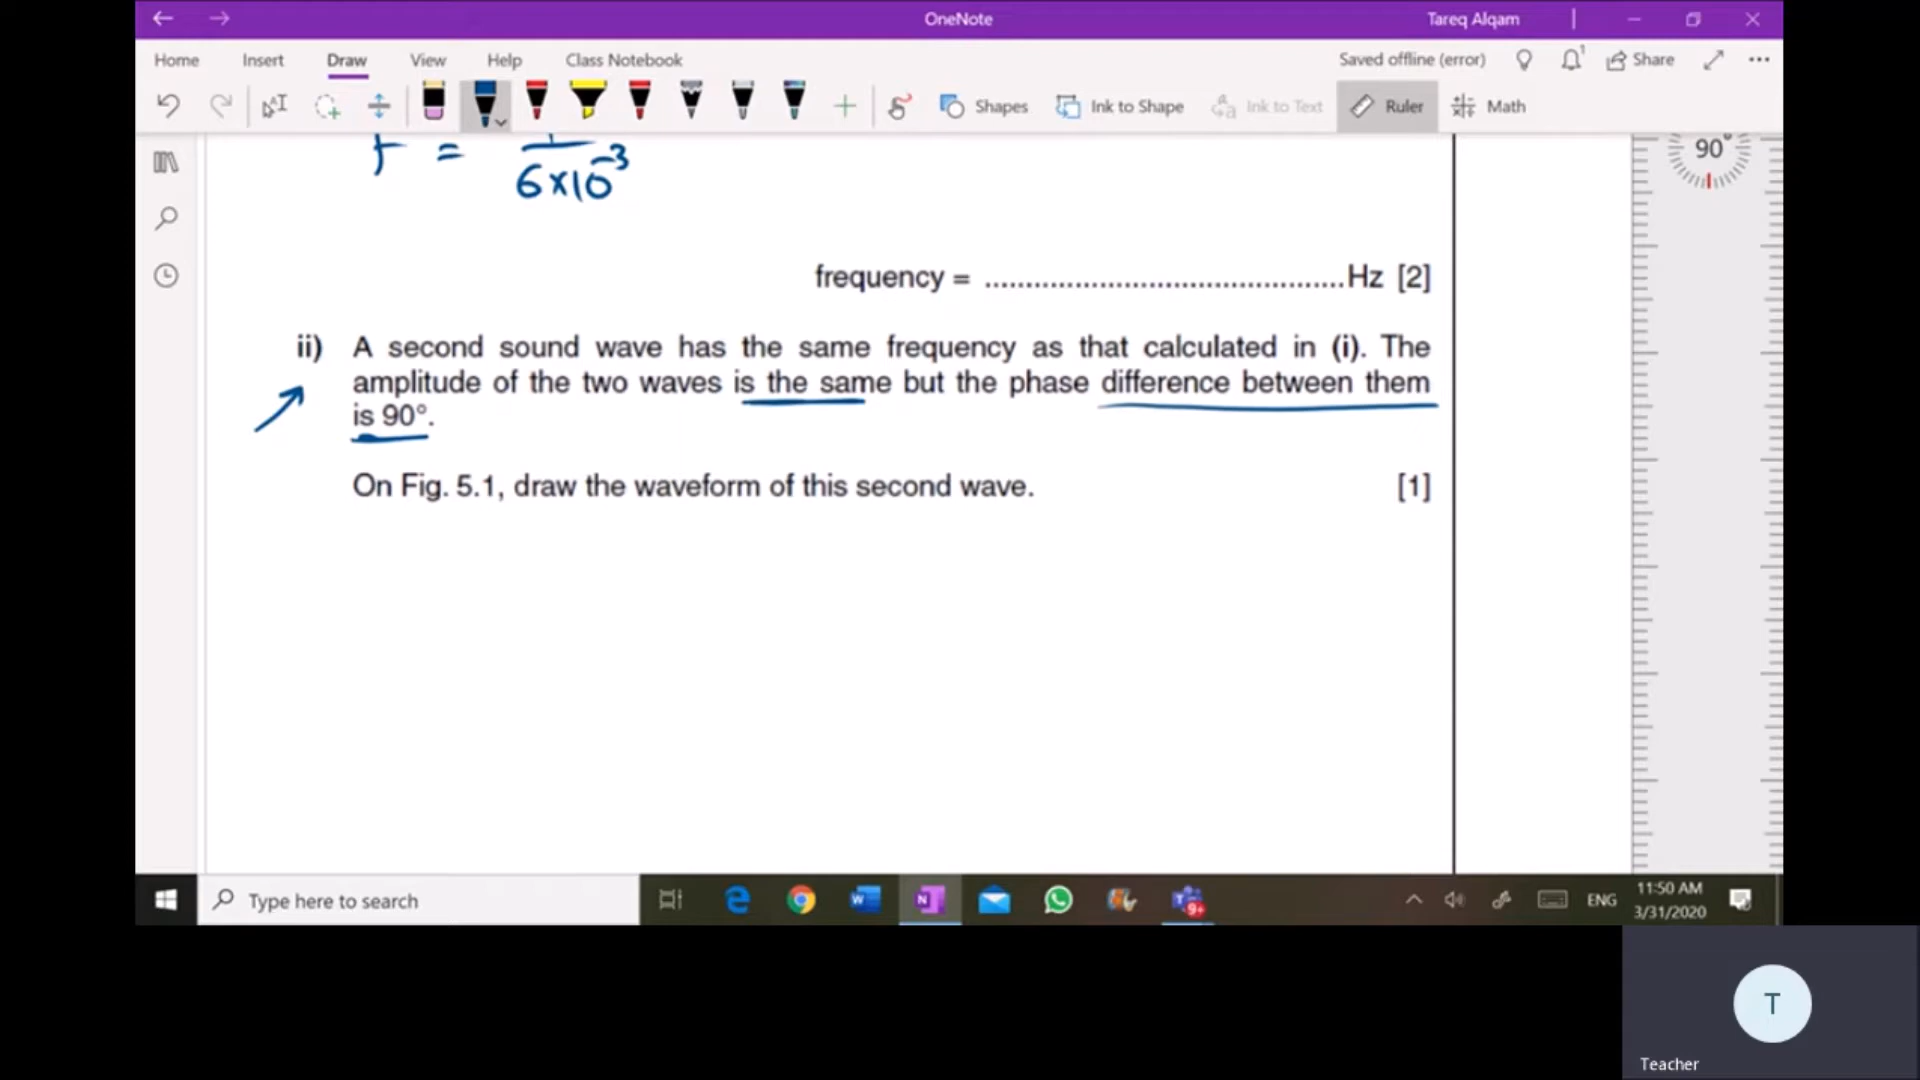 OneNote
Tareq Alqam
Home Insert Draw View Help Class Notebook
Saved offline (error) 1 Share
Shapes Ink to Shape Ink to Text Ruler Math
90°
=
6×10⁻³
frequency = ............................................ Hz [2]
ii) A second sound wave has the same frequency as that calculated in (i). The
amplitude of the two waves is the same but the phase difference between them
is 90°.
On Fig. 5.1, draw the waveform of this second wave. [1]
Type here to search
9+
ENG
11:50 AM
3/31/2020
T
Teacher